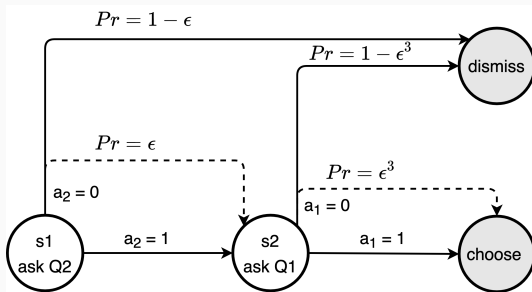 Pr = 1 − ϵ
Pr = 1 − ϵ³
dismiss
Pr = ϵ
Pr = ϵ³
a₂ = 0
a₁ = 0
s1
ask Q2
a₂ = 1
s2
ask Q1
a₁ = 1
choose